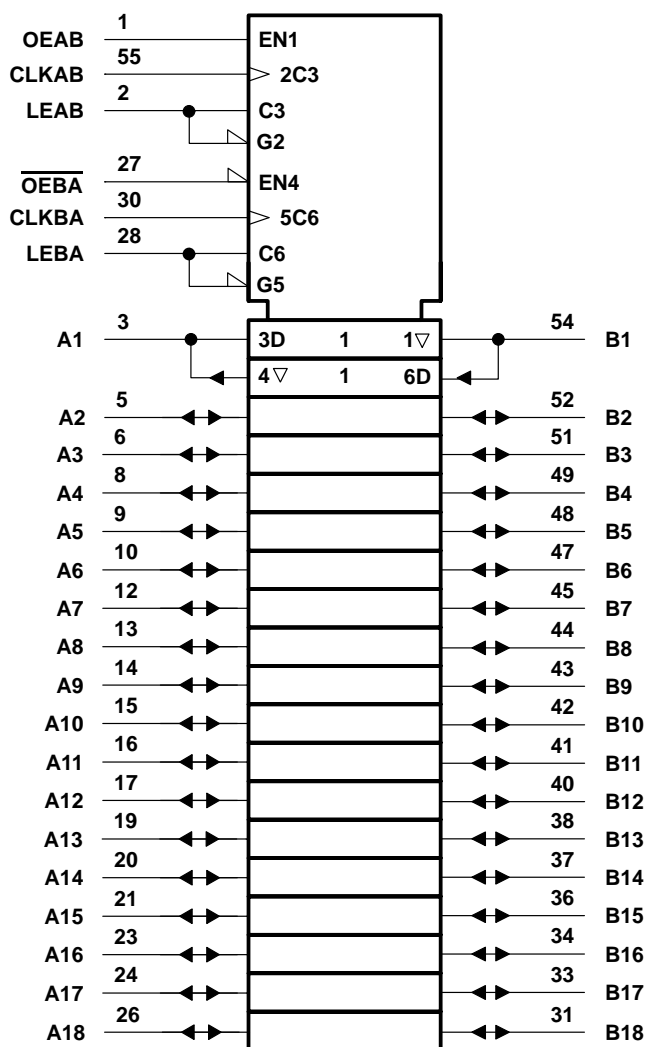 1
OEAB EN1
55
CLKAB 2C3
2
LEAB C3
G2
27
OEBA EN4
30
CLKBA 5C6
28
LEBA C6
G5
3 54
A1 3D 1 1▽ B1
4▽ 1 6D
5 52
A2 B2
6 51
A3 B3
8 49
A4 B4
9 48
A5 B5
10 47
A6 B6
12 45
A7 B7
13 44
A8 B8
14 43
A9 B9
15 42
A10 B10
16 41
A11 B11
17 40
A12 B12
19 38
A13 B13
20 37
A14 B14
21 36
A15 B15
23 34
A16 B16
24 33
A17 B17
26 31
A18 B18